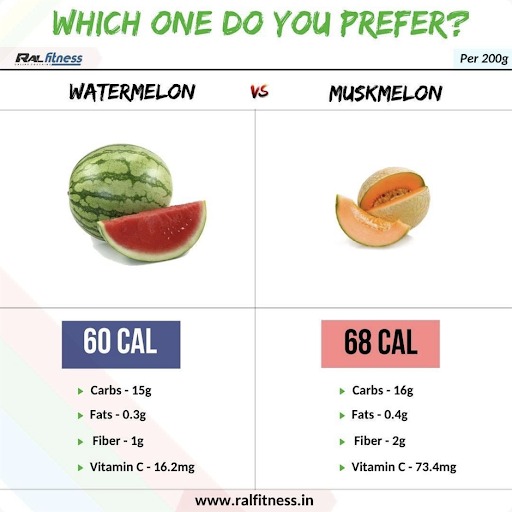 WHICH ONE DO YOU PREFER?
RAL fitness
Per 200g
WATERMELON VS MUSKMELON
60 CAL
Carbs - 15g
Fats - 0.3g
Fiber - 1g
Vitamin C - 16.2mg
68 CAL
Carbs - 16g
Fats - 0.4g
Fiber - 2g
Vitamin C - 73.4mg
www.ralfitness.in